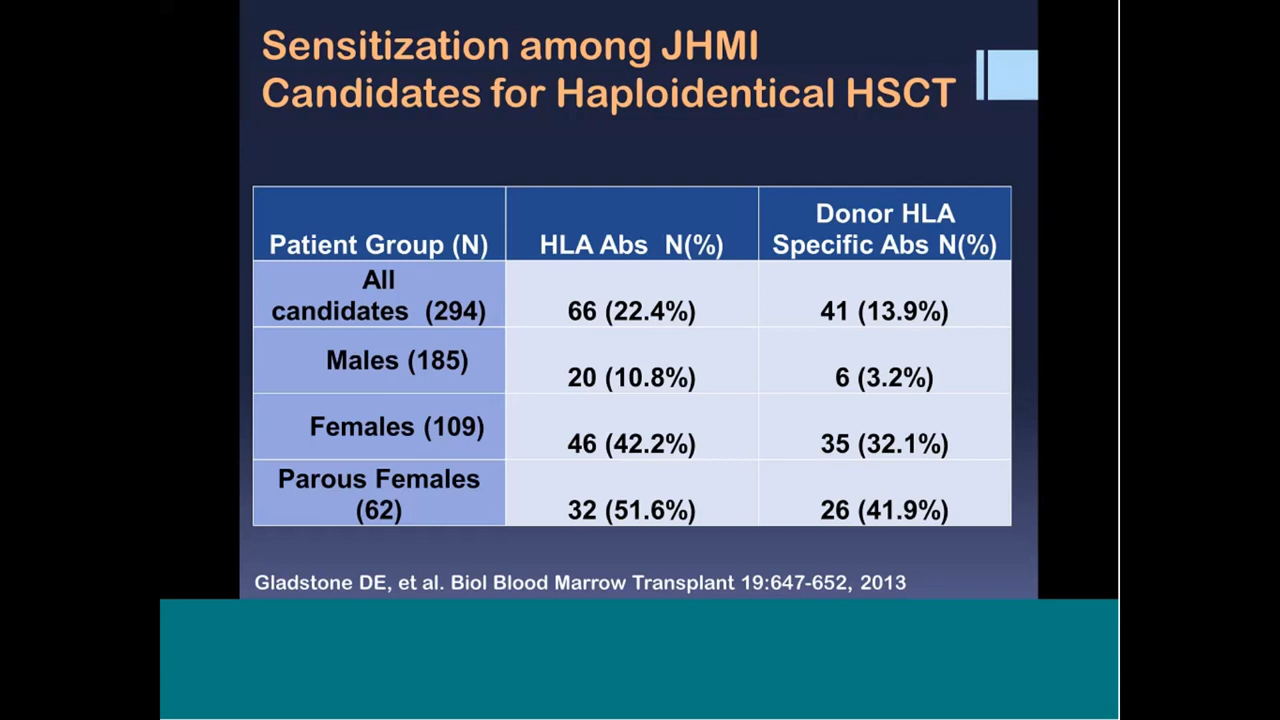 Sensitization among JHMI
Candidates for Haploidentical HSCT
Patient Group (N) HLA Abs N(%) Donor HLA
Specific Abs N(%)
All
candidates (294) 66 (22.4%) 41 (13.9%)
Males (185) 20 (10.8%) 6 (3.2%)
Females (109) 46 (42.2%) 35 (32.1%)
Parous Females
(62) 32 (51.6%) 26 (41.9%)
Gladstone DE, et al. Biol Blood Marrow Transplant 19:647-652, 2013